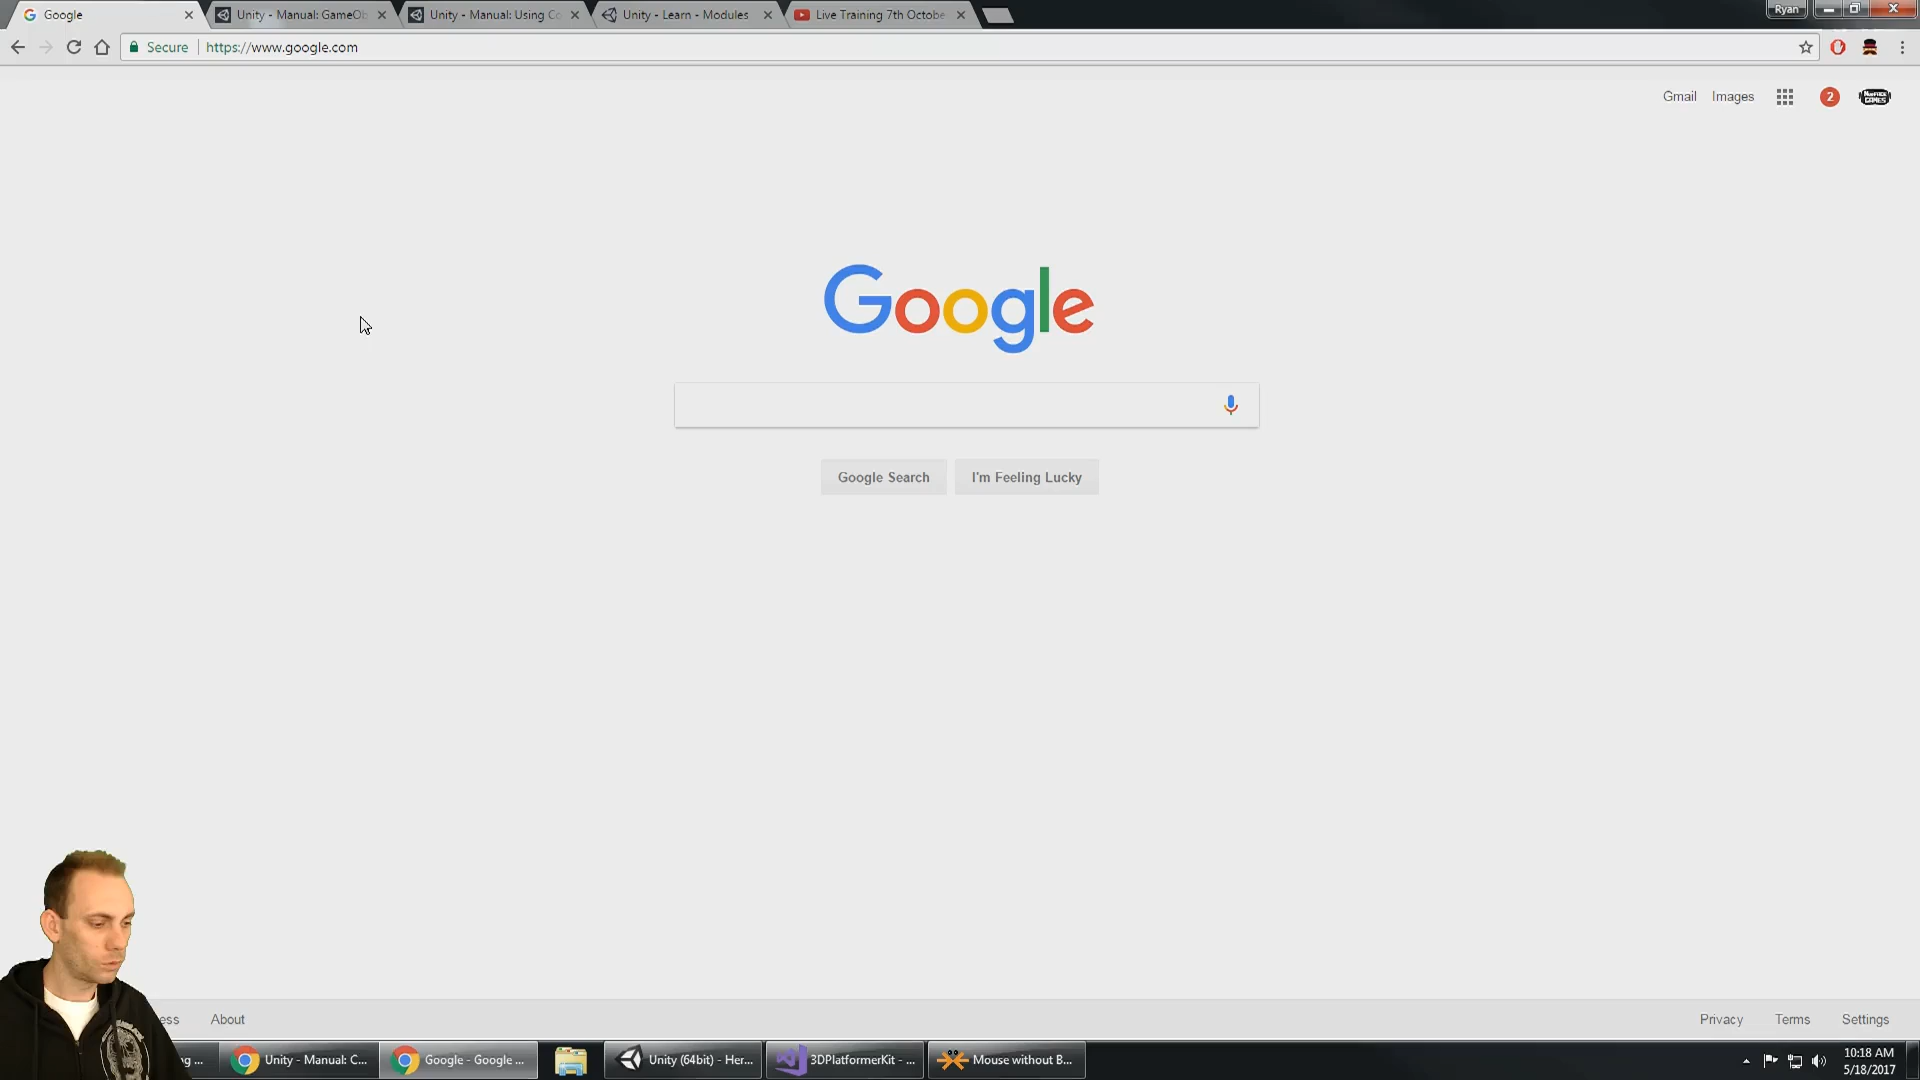 Google
Unity - Manual: GameOb
Unity - Manual: Using Co
Unity - Learn - Modules
Live Training 7th Octobe
Ryan
Secure
https://www.google.com
Gmail
Images
2
Google
Google Search
I'm Feeling Lucky
ess
About
Privacy
Terms
Settings
ng ...
Unity - Manual: C...
Google - Google ...
Unity (64bit) - Her...
3DPlatformerKit - ...
Mouse without B...
10:18 AM
5/18/2017